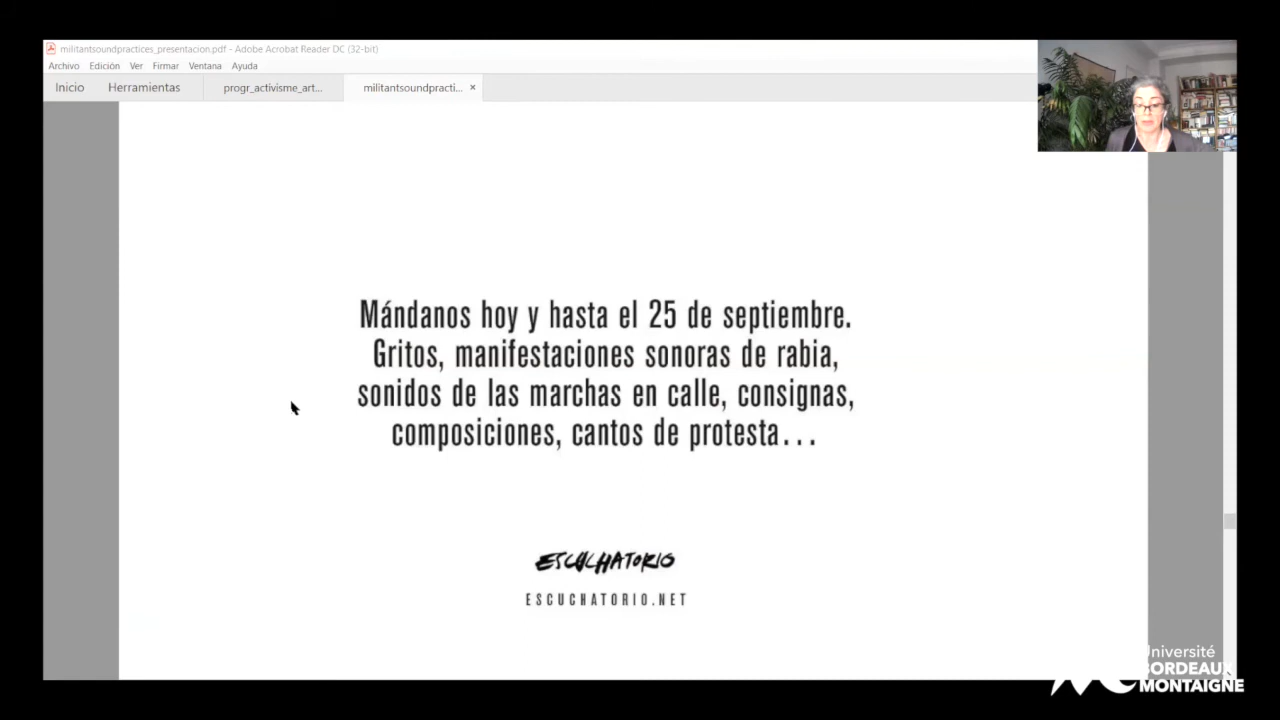 militantsoundpractices_presentacion.pdf - Adobe Acrobat Reader DC (32-bit)
Archivo Edición Ver Firmar Ventana Ayuda
Inicio Herramientas progr_activisme_art... militantsoundpracti... ×
Mándanos hoy y hasta el 25 de septiembre.
Gritos, manifestaciones sonoras de rabia,
sonidos de las marchas en calle, consignas,
composiciones, cantos de protesta...
ESCUCHATORIO
ESCUCHATORIO.NET
Université
BORDEAUX
MONTAIGNE